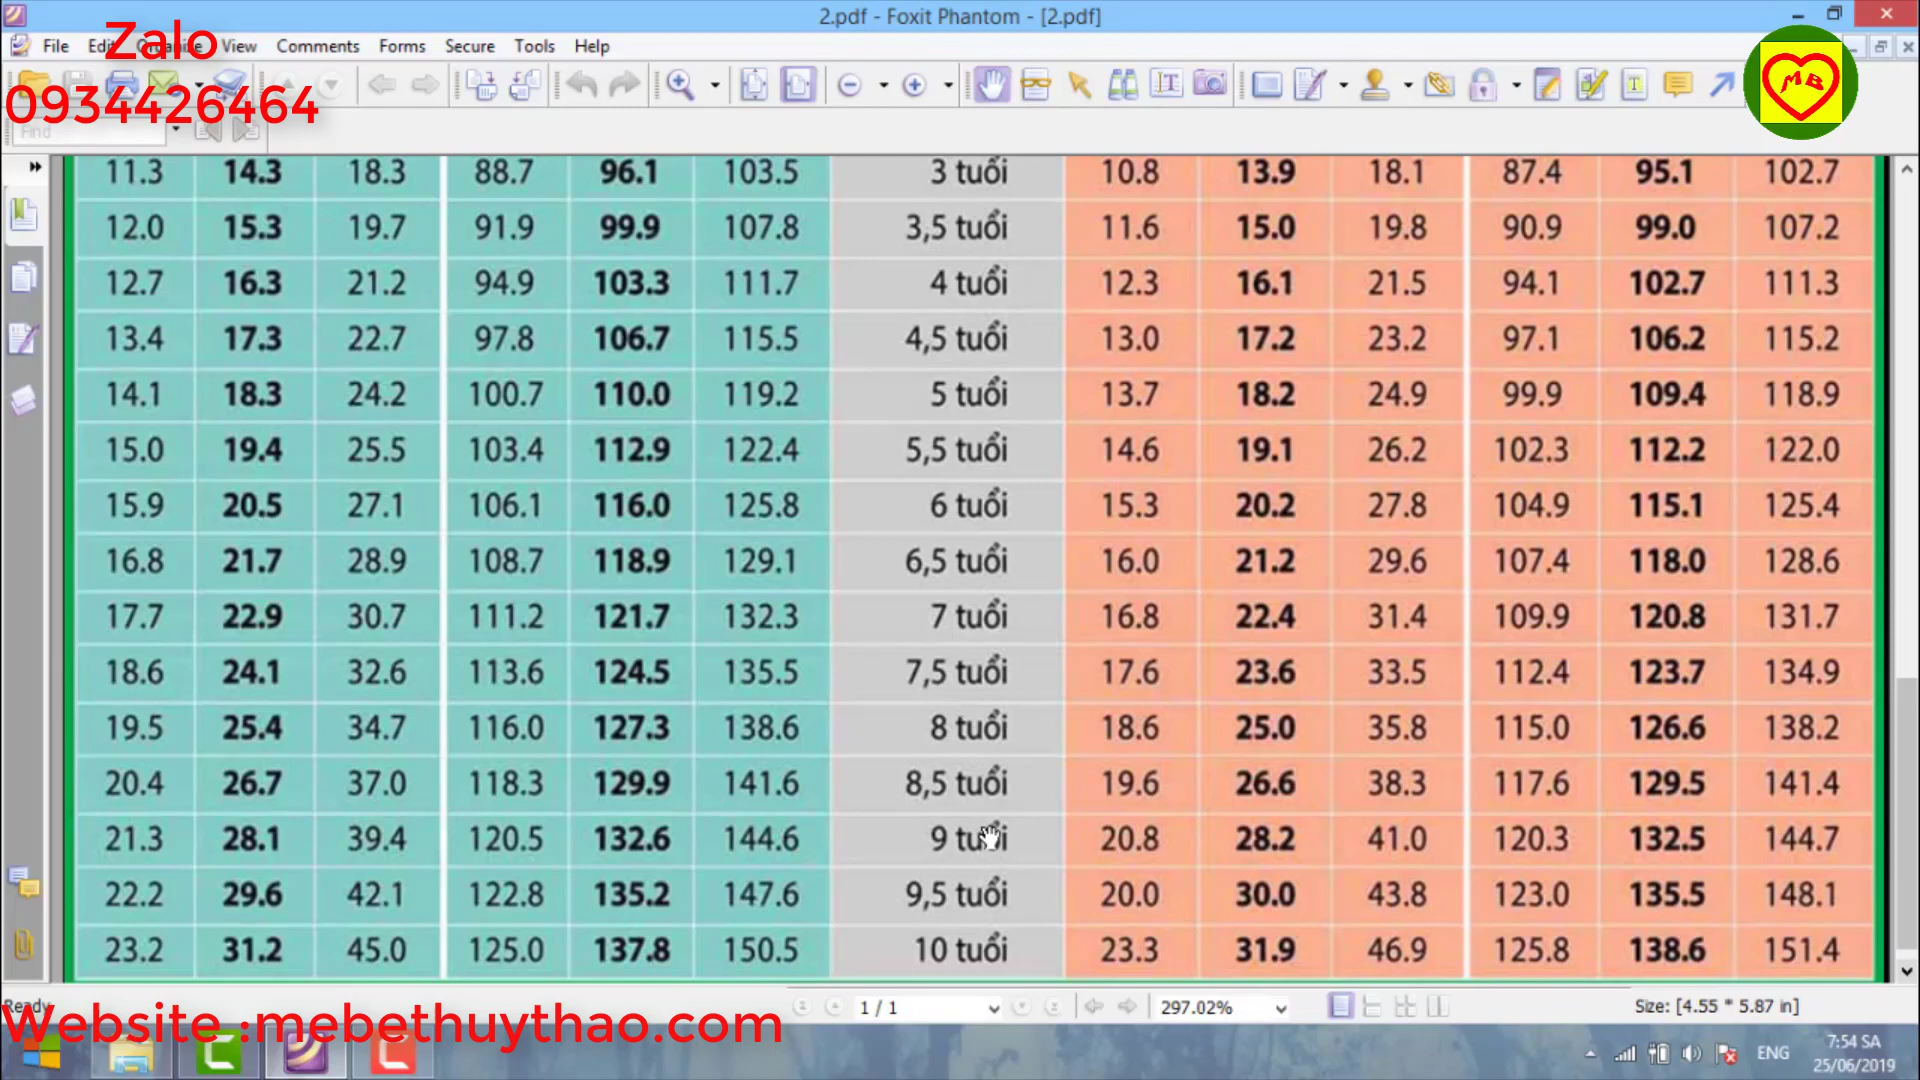 2.pdf - Foxit Phantom - [2.pdf]
Zalo
File Edit Organize View Comments Forms Secure Tools Help
0934426464
MB
Find
11.3 14.3 18.3 88.7 96.1 103.5 3 tuổi 10.8 13.9 18.1 87.4 95.1 102.7
12.0 15.3 19.7 91.9 99.9 107.8 3,5 tuổi 11.6 15.0 19.8 90.9 99.0 107.2
12.7 16.3 21.2 94.9 103.3 111.7 4 tuổi 12.3 16.1 21.5 94.1 102.7 111.3
13.4 17.3 22.7 97.8 106.7 115.5 4,5 tuổi 13.0 17.2 23.2 97.1 106.2 115.2
14.1 18.3 24.2 100.7 110.0 119.2 5 tuổi 13.7 18.2 24.9 99.9 109.4 118.9
15.0 19.4 25.5 103.4 112.9 122.4 5,5 tuổi 14.6 19.1 26.2 102.3 112.2 122.0
15.9 20.5 27.1 106.1 116.0 125.8 6 tuổi 15.3 20.2 27.8 104.9 115.1 125.4
16.8 21.7 28.9 108.7 118.9 129.1 6,5 tuổi 16.0 21.2 29.6 107.4 118.0 128.6
17.7 22.9 30.7 111.2 121.7 132.3 7 tuổi 16.8 22.4 31.4 109.9 120.8 131.7
18.6 24.1 32.6 113.6 124.5 135.5 7,5 tuổi 17.6 23.6 33.5 112.4 123.7 134.9
19.5 25.4 34.7 116.0 127.3 138.6 8 tuổi 18.6 25.0 35.8 115.0 126.6 138.2
20.4 26.7 37.0 118.3 129.9 141.6 8,5 tuổi 19.6 26.6 38.3 117.6 129.5 141.4
21.3 28.1 39.4 120.5 132.6 144.6 9 tuổi 20.8 28.2 41.0 120.3 132.5 144.7
22.2 29.6 42.1 122.8 135.2 147.6 9,5 tuổi 20.0 30.0 43.8 123.0 135.5 148.1
23.2 31.2 45.0 125.0 137.8 150.5 10 tuổi 23.3 31.9 46.9 125.8 138.6 151.4
Ready 1 / 1 297.02% Size: [4.55 * 5.87 in]
Website :mebethuythao.com
ENG 7:54 SA
25/06/2019